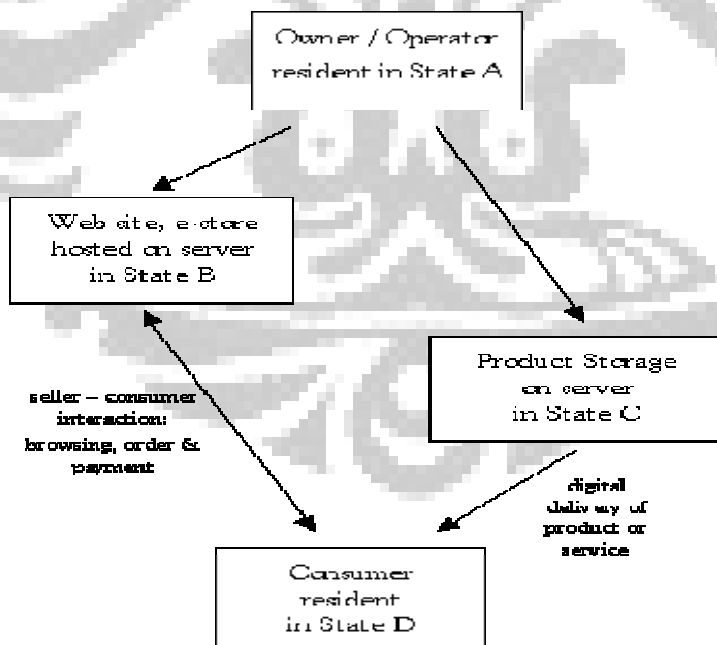 Owner / Operator
resident in State A
Web site, e-store
hosted on server
in State B
Product Storage
on server
in State C
seller – consumer
interaction:
browsing, order &
payment
digital
delivery of
product or
service
Consumer
resident
in State D